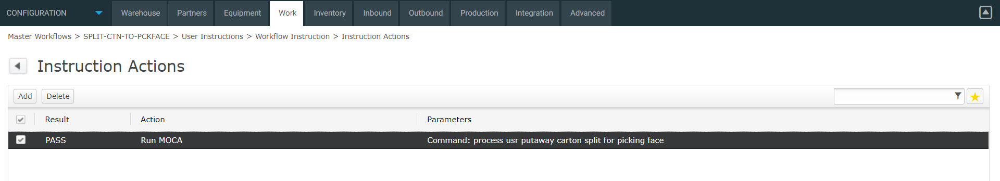 CONFIGURATION Warehouse Partners Equipment Work Inventory Inbound Outbound Production Integration Advanced
Master Workflows > SPLIT-CTN-TO-PCKFACE > User Instructions > Workflow Instruction > Instruction Actions
Instruction Actions
Add Delete
Result Action Parameters
PASS Run MOCA Command: process usr putaway carton split for picking face